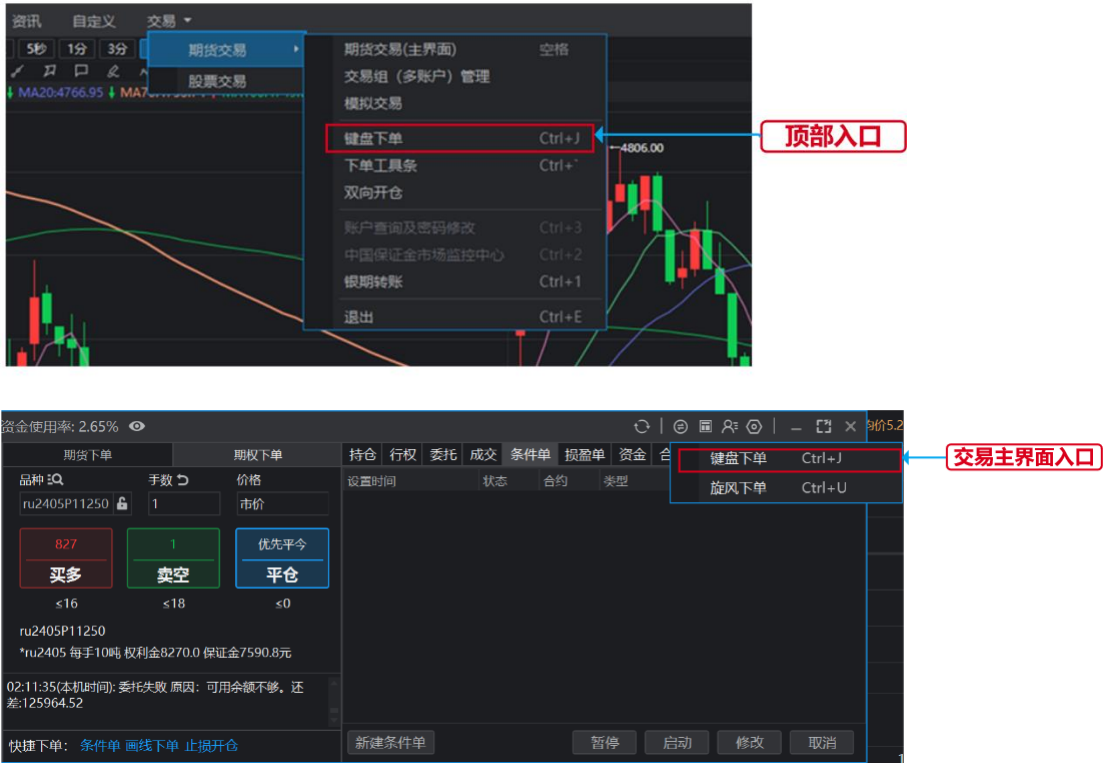 资讯 自定义 交易
5秒 1分 3分
期货交易
股票交易
期货交易(主界面) 空格
交易组（多账户）管理
模拟交易
键盘下单 Ctrl+J
下单工具条 Ctrl+`
双向开仓
账户查询及密码修改 Ctrl+3
中国保证金市场监控中心 Ctrl+2
银期转账 Ctrl+1
退出 Ctrl+E
MA20:4766.95
4806.00
顶部入口
资金使用率: 2.65%
均价5.2
期货下单 期权下单
持仓 行权 委托 成交 条件单 损盈单 资金 合
键盘下单 Ctrl+J
旋风下单 Ctrl+U
交易主界面入口
品种 手数 价格
ru2405P11250 1 市价
设置时间 状态 合约 类型
827 1 优先平今
买多 卖空 平仓
≤16 ≤18 ≤0
ru2405P11250
*ru2405 每手10吨 权利金8270.0 保证金7590.8元
02:11:35(本机时间): 委托失败 原因：可用余额不够。还
差:125964.52
快捷下单： 条件单 画线下单 止损开仓
新建条件单 暂停 启动 修改 取消